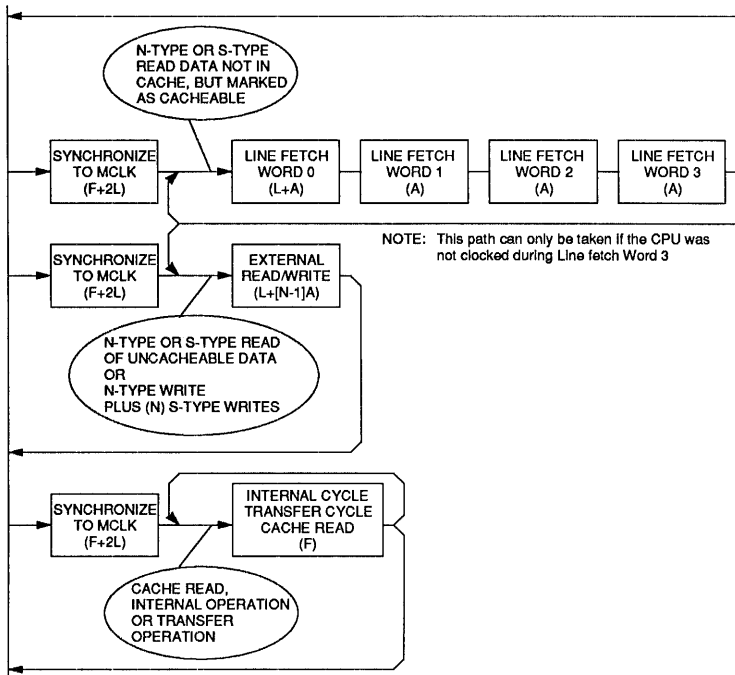 N-TYPE OR S-TYPE
READ DATA NOT IN
CACHE, BUT MARKED
AS CACHEABLE
SYNCHRONIZE
TO MCLK
(F+2L)
LINE FETCH
WORD 0
(L+A)
LINE FETCH
WORD 1
(A)
LINE FETCH
WORD 2
(A)
LINE FETCH
WORD 3
(A)
NOTE: This path can only be taken if the CPU was
not clocked during Line fetch Word 3
SYNCHRONIZE
TO MCLK
(F+2L)
EXTERNAL
READ/WRITE
(L+[N-1]A)
N-TYPE OR S-TYPE READ
OF UNCACHEABLE DATA
OR
N-TYPE WRITE
PLUS (N) S-TYPE WRITES
SYNCHRONIZE
TO MCLK
(F+2L)
INTERNAL CYCLE
TRANSFER CYCLE
CACHE READ
(F)
CACHE READ,
INTERNAL OPERATION
OR TRANSFER
OPERATION